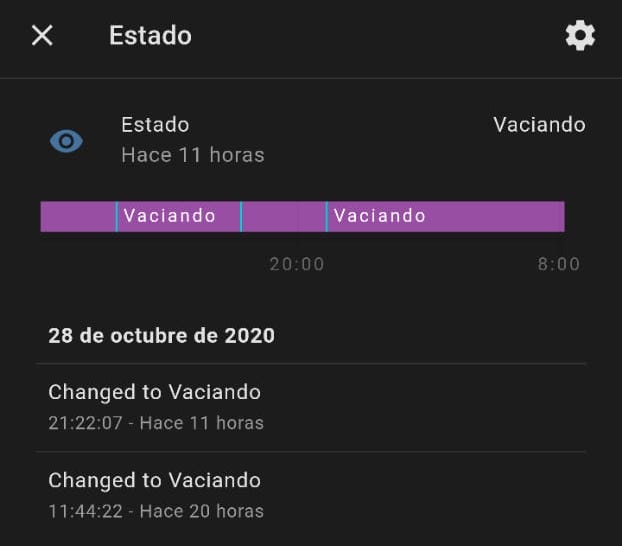 Estado
Estado
Vaciando
Hace 11 horas
Vaciando
Vaciando
20:00
8:00
28 de octubre de 2020
Changed to Vaciando
21:22:07 - Hace 11 horas
Changed to Vaciando
11:44:22 - Hace 20 horas